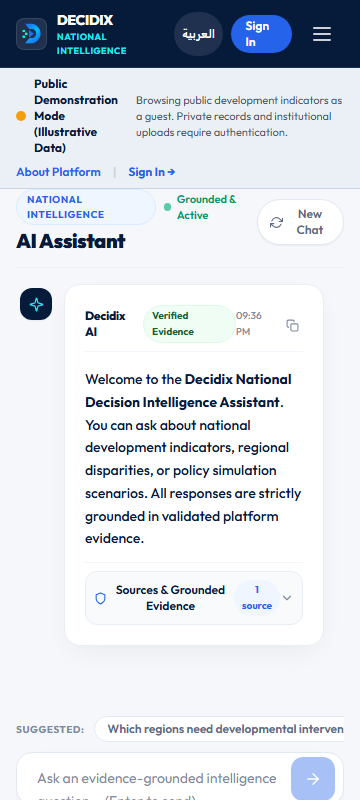 DECIDIX
NATIONAL
INTELLIGENCE
العربية
Sign
In
Public
Demonstration
Mode
(Illustrative
Data)
Browsing public development indicators as
a guest. Private records and institutional
uploads require authentication.
About Platform | Sign In →
NATIONAL
INTELLIGENCE
Grounded &
Active
AI Assistant
New
Chat
Decidix
AI
Verified
Evidence
09:36
PM
Welcome to the Decidix National
Decision Intelligence Assistant.
You can ask about national
development indicators, regional
disparities, or policy simulation
scenarios. All responses are strictly
grounded in validated platform
evidence.
Sources & Grounded
Evidence
1
source
SUGGESTED: Which regions need developmental interven
Ask an evidence-grounded intelligence
question... (Enter to send)